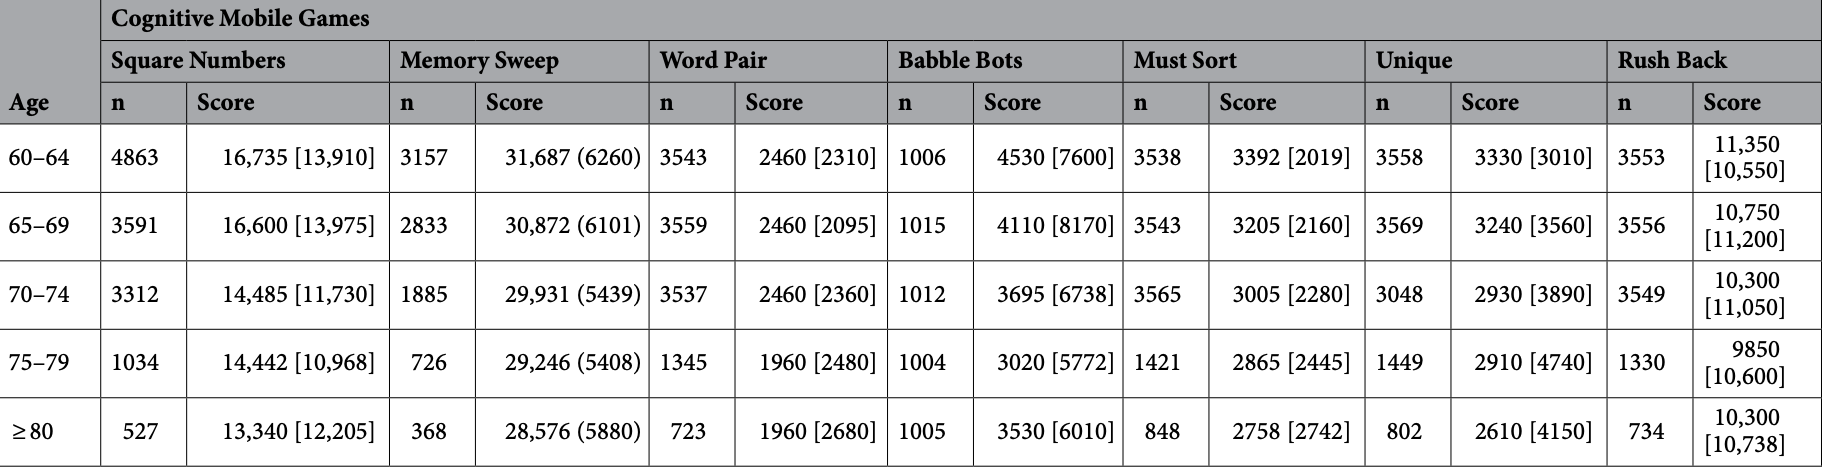 Cognitive Mobile Games
Square Numbers Memory Sweep Word Pair Babble Bots Must Sort Unique Rush Back
Age n Score n Score n Score n Score n Score n Score n Score
60–64 4863 16,735 [13,910] 3157 31,687 (6260) 3543 2460 [2310] 1006 4530 [7600] 3538 3392 [2019] 3558 3330 [3010] 3553 11,350
[10,550]
65–69 3591 16,600 [13,975] 2833 30,872 (6101) 3559 2460 [2095] 1015 4110 [8170] 3543 3205 [2160] 3569 3240 [3560] 3556 10,750
[11,200]
70–74 3312 14,485 [11,730] 1885 29,931 (5439) 3537 2460 [2360] 1012 3695 [6738] 3565 3005 [2280] 3048 2930 [3890] 3549 10,300
[11,050]
75–79 1034 14,442 [10,968] 726 29,246 (5408) 1345 1960 [2480] 1004 3020 [5772] 1421 2865 [2445] 1449 2910 [4740] 1330 9850
[10,600]
≥80 527 13,340 [12,205] 368 28,576 (5880) 723 1960 [2680] 1005 3530 [6010] 848 2758 [2742] 802 2610 [4150] 734 10,300
[10,738]